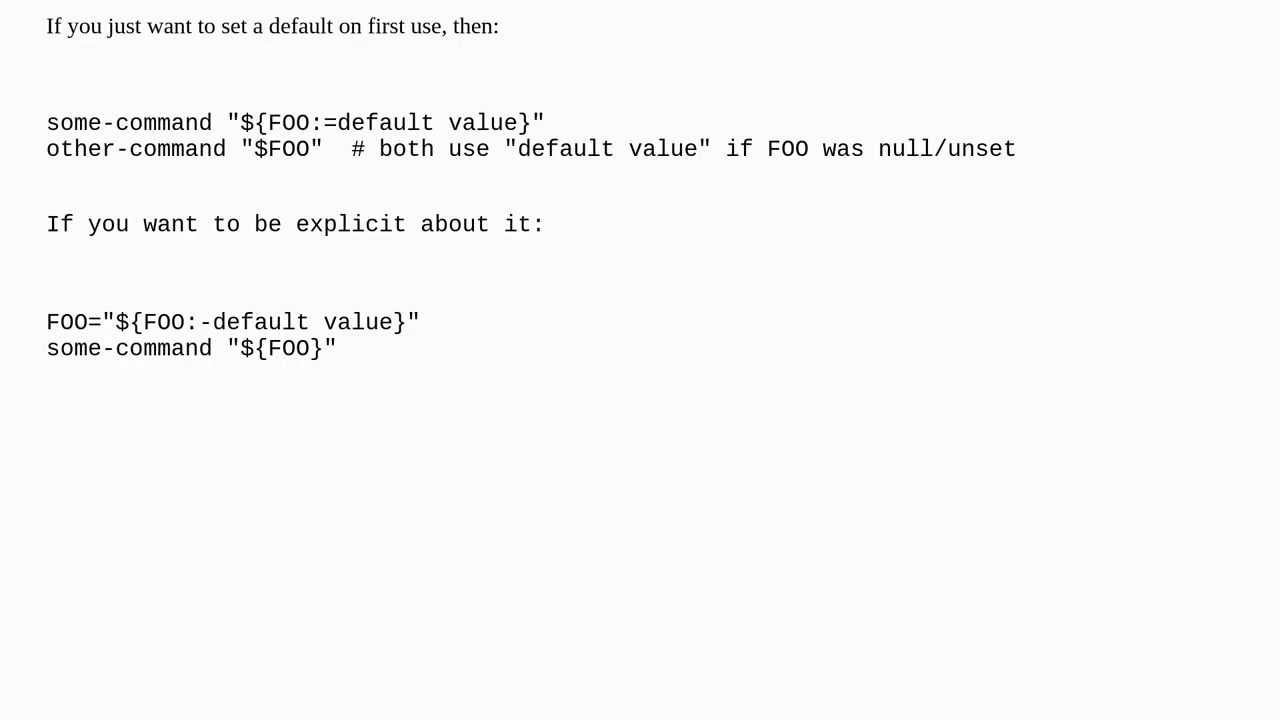 If you just want to set a default on first use, then:
some-command "${FOO:=default value}"
other-command "$FOO"  # both use "default value" if FOO was null/unset
If you want to be explicit about it:
FOO="${FOO:-default value}"
some-command "${FOO}"